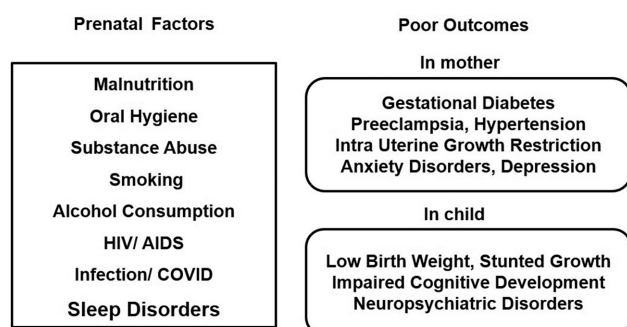 Prenatal Factors
Malnutrition
Oral Hygiene
Substance Abuse
Smoking
Alcohol Consumption
HIV/ AIDS
Infection/ COVID
Sleep Disorders
Poor Outcomes
In mother
Gestational Diabetes
Preeclampsia, Hypertension
Intra Uterine Growth Restriction
Anxiety Disorders, Depression
In child
Low Birth Weight, Stunted Growth
Impaired Cognitive Development
Neuropsychiatric Disorders